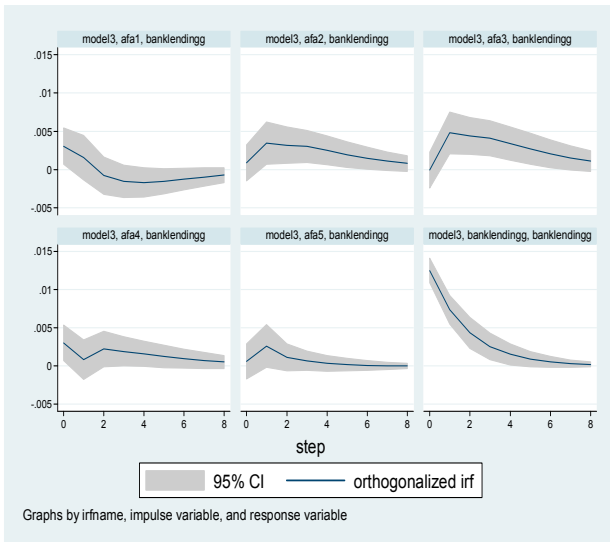 model3, afa1, banklendingg
model3, afa2, banklendingg
model3, afa3, banklendingg
.015
.01
.005
0
-.005
model3, afa4, banklendingg
model3, afa5, banklendingg
model3, banklendingg, banklendingg
.015
.01
.005
0
-.005
0 2 4 6 8
0 2 4 6 8
0 2 4 6 8
step
95% CI
orthogonalized irf
Graphs by irfname, impulse variable, and response variable